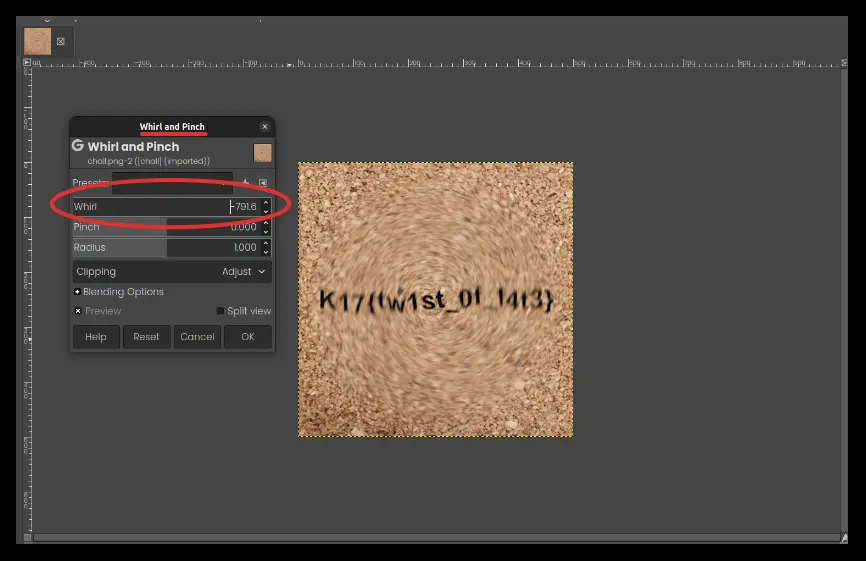 Whirl and Pinch
Whirl and Pinch
chall.png-2 ([chall] (imported))
Presets:
Whirl -791.6
Pinch 0.000
Radius 1.000
Clipping Adjust
Blending Options
Preview Split view
Help Reset Cancel OK
K17{tw1st_0f_f4t3}